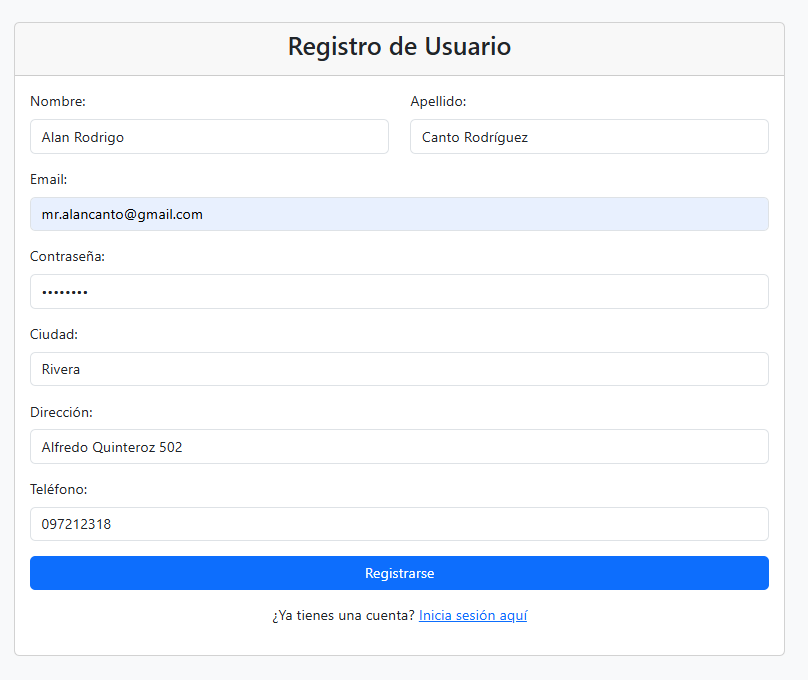 Registro de Usuario
Nombre: Apellido:
Alan Rodrigo Canto Rodríguez
Email:
mr.alancanto@gmail.com
Contraseña:
••••••••
Ciudad:
Rivera
Dirección:
Alfredo Quinteroz 502
Teléfono:
097212318
Registrarse
¿Ya tienes una cuenta? Inicia sesión aquí